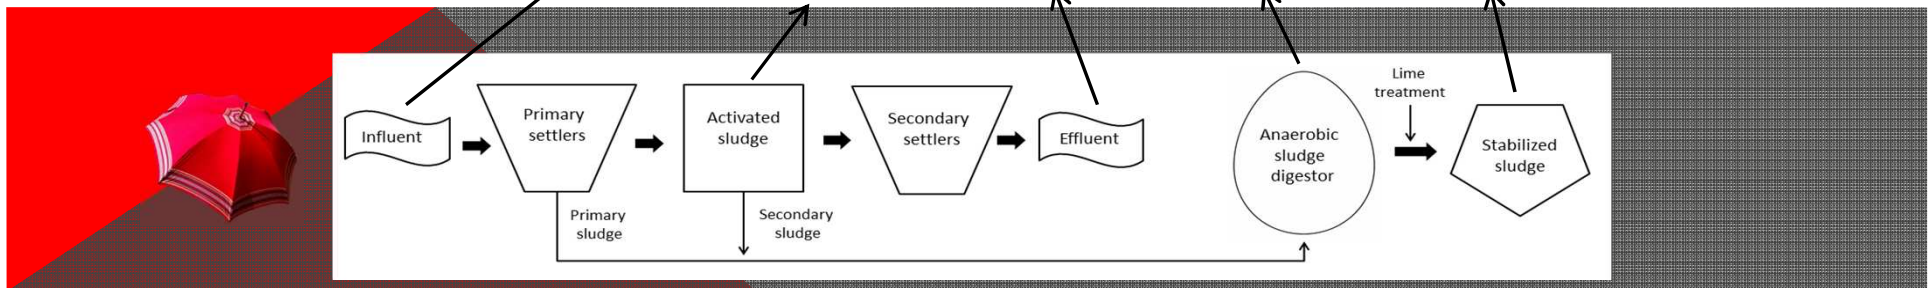 Influent
Primary
settlers
Activated
sludge
Secondary
settlers
Effluent
Anaerobic
sludge
digestor
Lime
treatment
Stabilized
sludge
Primary
sludge
Secondary
sludge